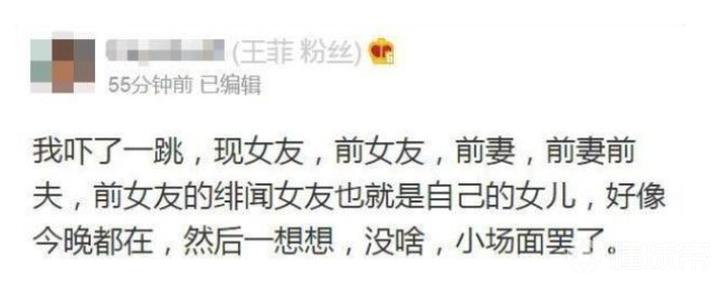 (王菲 粉丝)
55分钟前 已编辑
我吓了一跳，现女友，前女友，前妻，前妻前
夫，前女友的绯闻女友也就是自己的女儿，好像
今晚都在，然后一想想，没啥，小场面罢了。